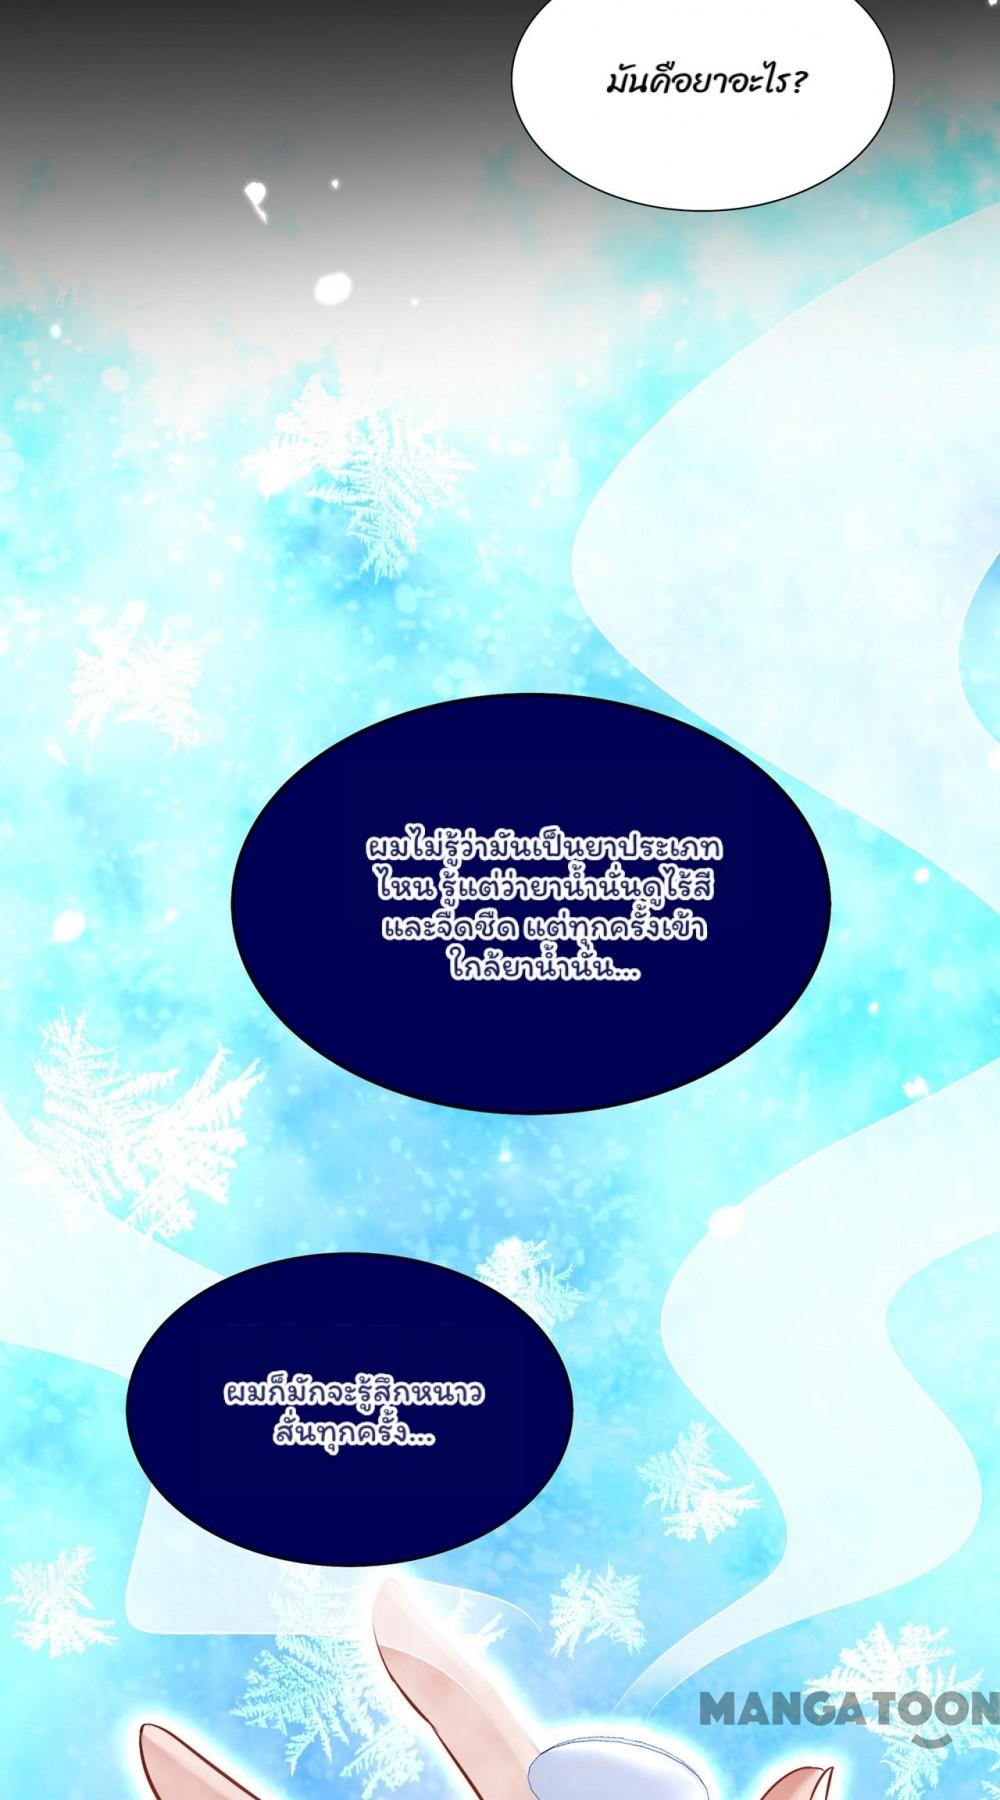 มันคือยาอะไร?
ผมไม่รู้ว่ามันเป็นยาประเภท
ไหน รู้แต่ว่ายาน้ำนั่นดูไร้สี
และจืดชืด แต่ทุกครั้งเข้า
ใกล้ยาน้ำนั่น...
ผมก็มักจะรู้สึกหนาว
สั่นทุกครั้ง...
MANGATOON